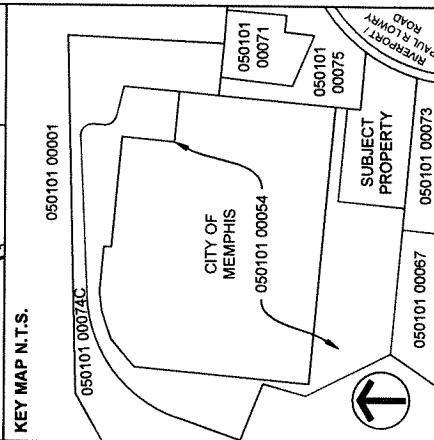 KEY MAP N.T.S.
050101 00001
050101 00074C
050101
00071
050101
00075
RIVERPORT /
PAUL R LOWRY
ROAD
CITY OF
MEMPHIS
050101 00054
SUBJECT
PROPERTY
050101 00073
050101 00067